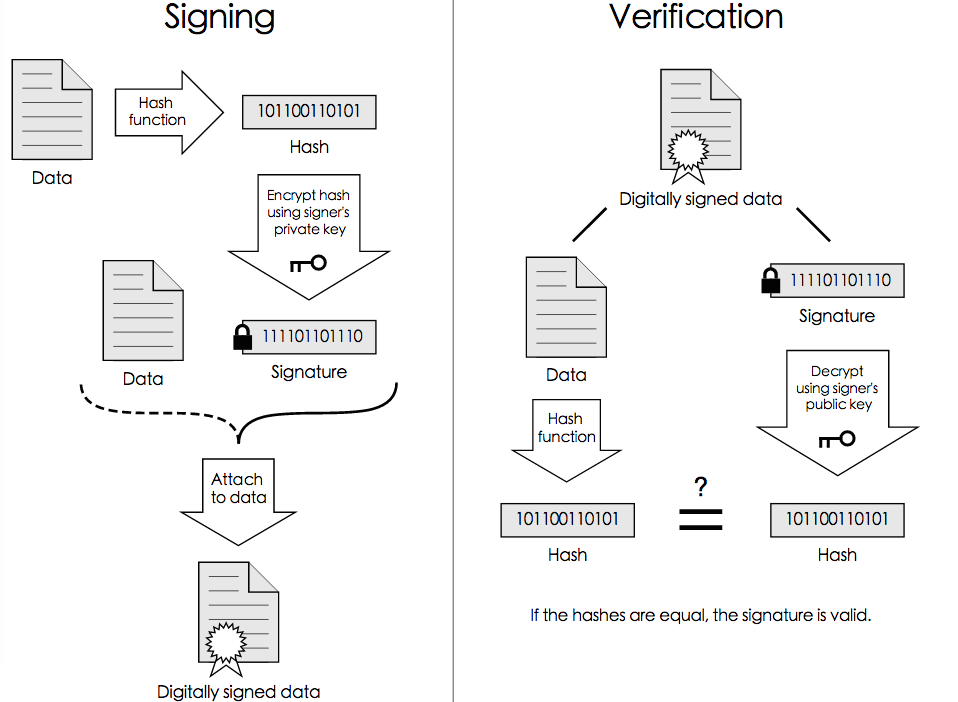 Signing
Hash
function
101100110101
Hash
Data
Encrypt hash
using signer's
private key
111101101110
Signature
Data
Attach
to data
Digitally signed data
Verification
Digitally signed data
111101101110
Signature
Data
Decrypt
using signer's
public key
Hash
function
?
101100110101
101100110101
Hash
Hash
If the hashes are equal, the signature is valid.